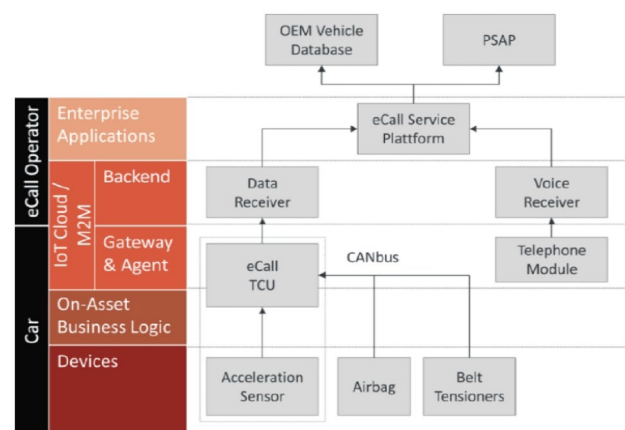 OEM Vehicle
Database
PSAP
eCall Operator
Enterprise
Applications
eCall Service
Plattform
IoT Cloud /
M2M
Backend
Data
Receiver
Voice
Receiver
Car
Gateway
& Agent
eCall
TCU
CANbus
Telephone
Module
On-Asset
Business Logic
Devices
Acceleration
Sensor
Airbag
Belt
Tensioners